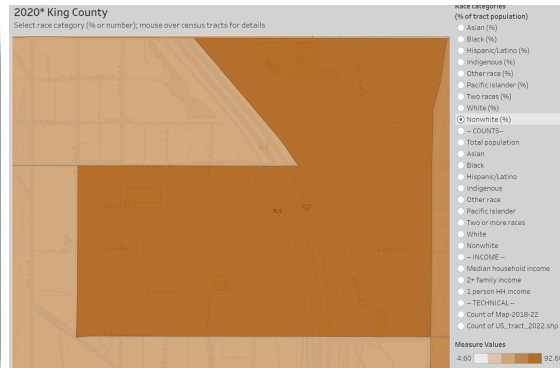 2020* King County
Select race category (% or number); mouse over census tracts for details
Race categories
(% of tract population)
Asian (%)
Black (%)
Hispanic/Latino (%)
Indigenous (%)
Other race (%)
Pacific Islander (%)
Two races (%)
White (%)
Nonwhite (%)
-- COUNTS--
Total population
Asian
Black
Hispanic/Latino
Indigenous
Other race
Pacific Islander
Two or more races
White
Nonwhite
-- INCOME --
Median household income
2+ family income
1 person HH income
-- TECHNICAL --
Count of Map-2018-22
Count of US_tract_2022.shp
Measure Values
4.60
92.60